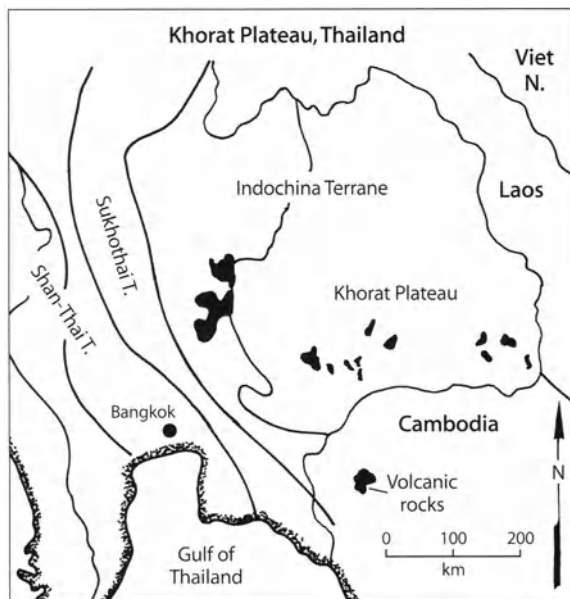 Khorat Plateau, Thailand
Viet
N.
Indochina Terrane
Laos
Sukhothai T.
Shan-Thai T.
Khorat Plateau
Bangkok
Cambodia
N
Volcanic
rocks
0 100 200
km
Gulf of
Thailand